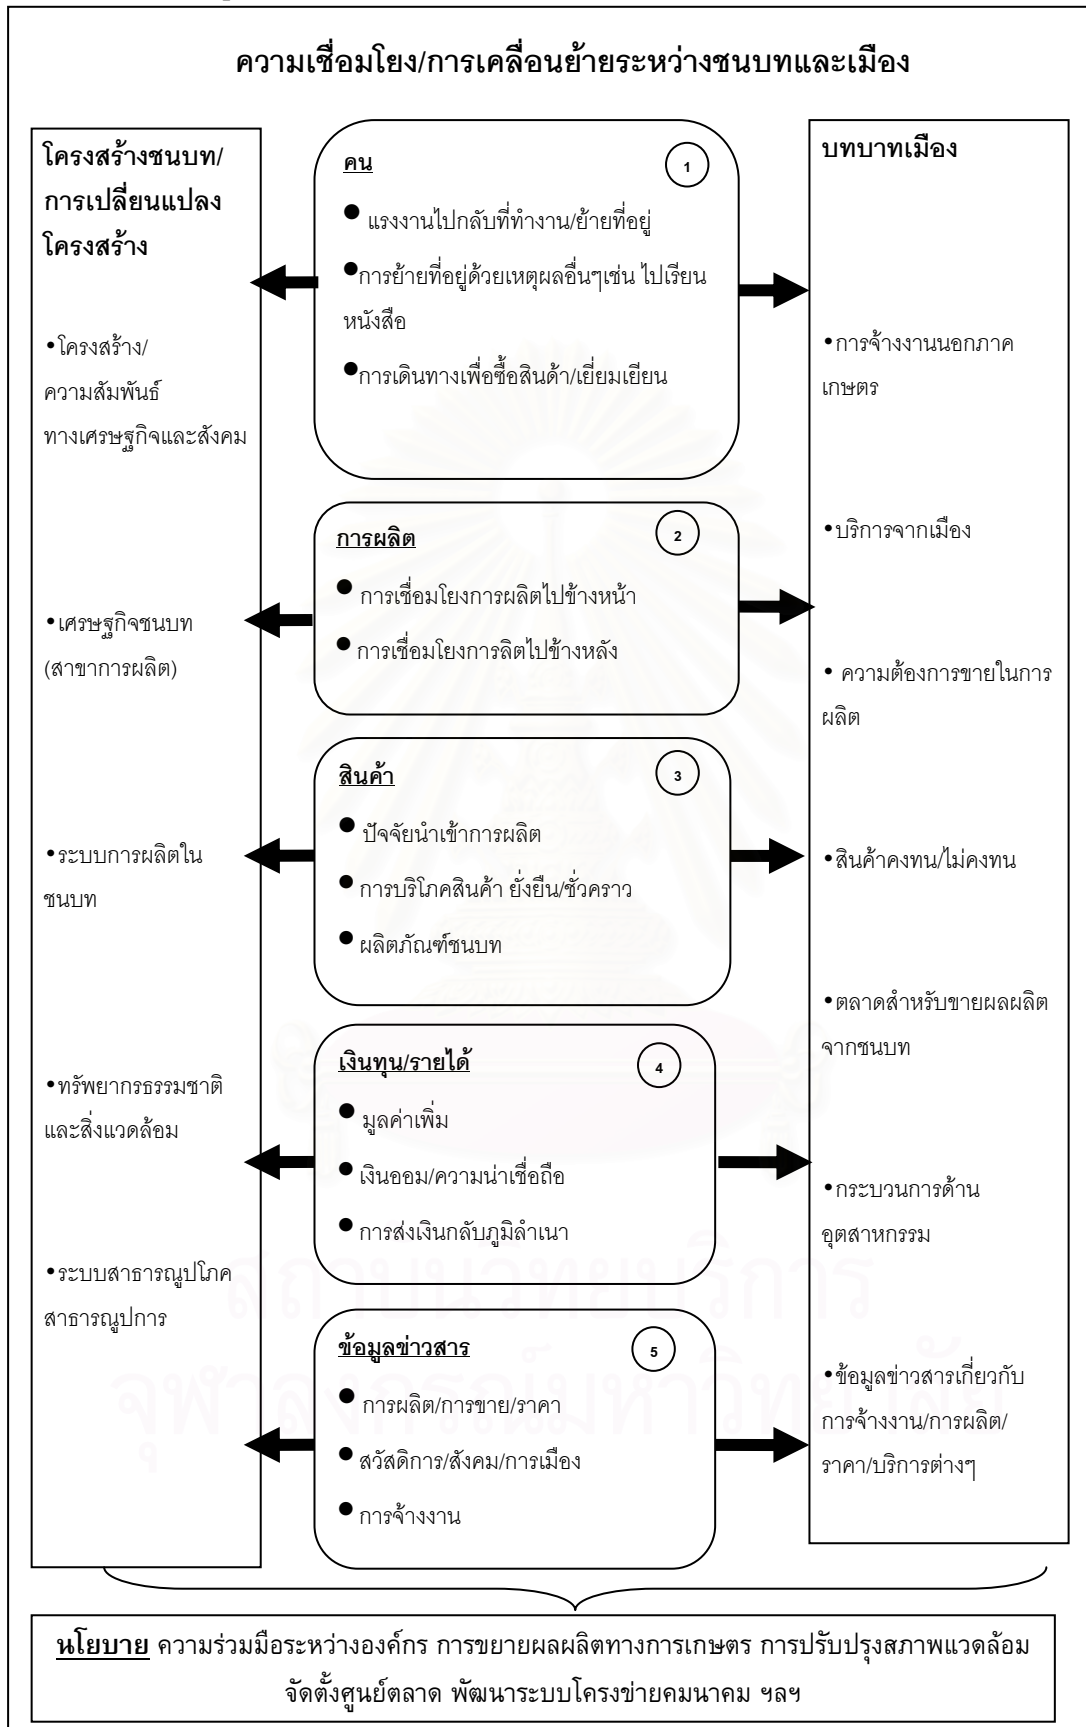 ความเชื่อมโยง/การเคลื่อนย้ายระหว่างชนบทและเมือง
โครงสร้างชนบท/
การเปลี่ยนแปลง
โครงสร้าง
•โครงสร้าง/
ความสัมพันธ์
ทางเศรษฐกิจและสังคม
•เศรษฐกิจชนบท
(สาขาการผลิต)
•ระบบการผลิตใน
ชนบท
•ทรัพยากรธรรมชาติ
และสิ่งแวดล้อม
•ระบบสาธารณูปโภค
สาธารณูปการ
คน
1
● แรงงานไปกลับที่ทำงาน/ย้ายที่อยู่
●การย้ายที่อยู่ด้วยเหตุผลอื่นๆเช่น ไปเรียน
หนังสือ
●การเดินทางเพื่อซื้อสินด้า/เยี่ยมเยียน
การผลิต
2
● การเชื่อมโยงการผลิตไปข้างหน้า
● การเชื่อมโยงการลิตไปข้างหลัง
สินค้า
3
● ปัจจัยนำเข้าการผลิต
● การบริโภคสินค้า ยั่งยืน/ชั่วคราว
● ผลิตภัณฑ์ชนบท
เงินทุน/รายได้
4
● มูลค่าเพิ่ม
● เงินออม/ความน่าเชื่อถือ
● การส่งเงินกลับภูมิลำเนา
ข้อมูลข่าวสาร
5
● การผลิต/การขาย/ราคา
● สวัสดิการ/สังคม/การเมือง
● การจ้างงาน
บทบาทเมือง
•การจ้างงานนอกภาค
เกษตร
•บริการจากเมือง
• ความต้องการขายในการ
ผลิต
•สินค้าคงทน/ไม่คงทน
•ตลาดสำหรับขายผลผลิต
จากชนบท
•กระบวนการด้าน
อุตสาหกรรม
•ข้อมูลข่าวสารเกี่ยวกับ
การจ้างงาน/การผลิต/
ราคา/บริการต่างๆ
สถาบันวิทยบริการ
จุฬาลงกรณ์มหาวิทยาลัย
นโยบาย ความร่วมมือระหว่างองค์กร การขยายผลผลิตทางการเกษตร การปรับปรุงสภาพแวดล้อม
จัดตั้งศูนย์ตลาด พัฒนาระบบโครงข่ายคมนาคม ฯลฯ